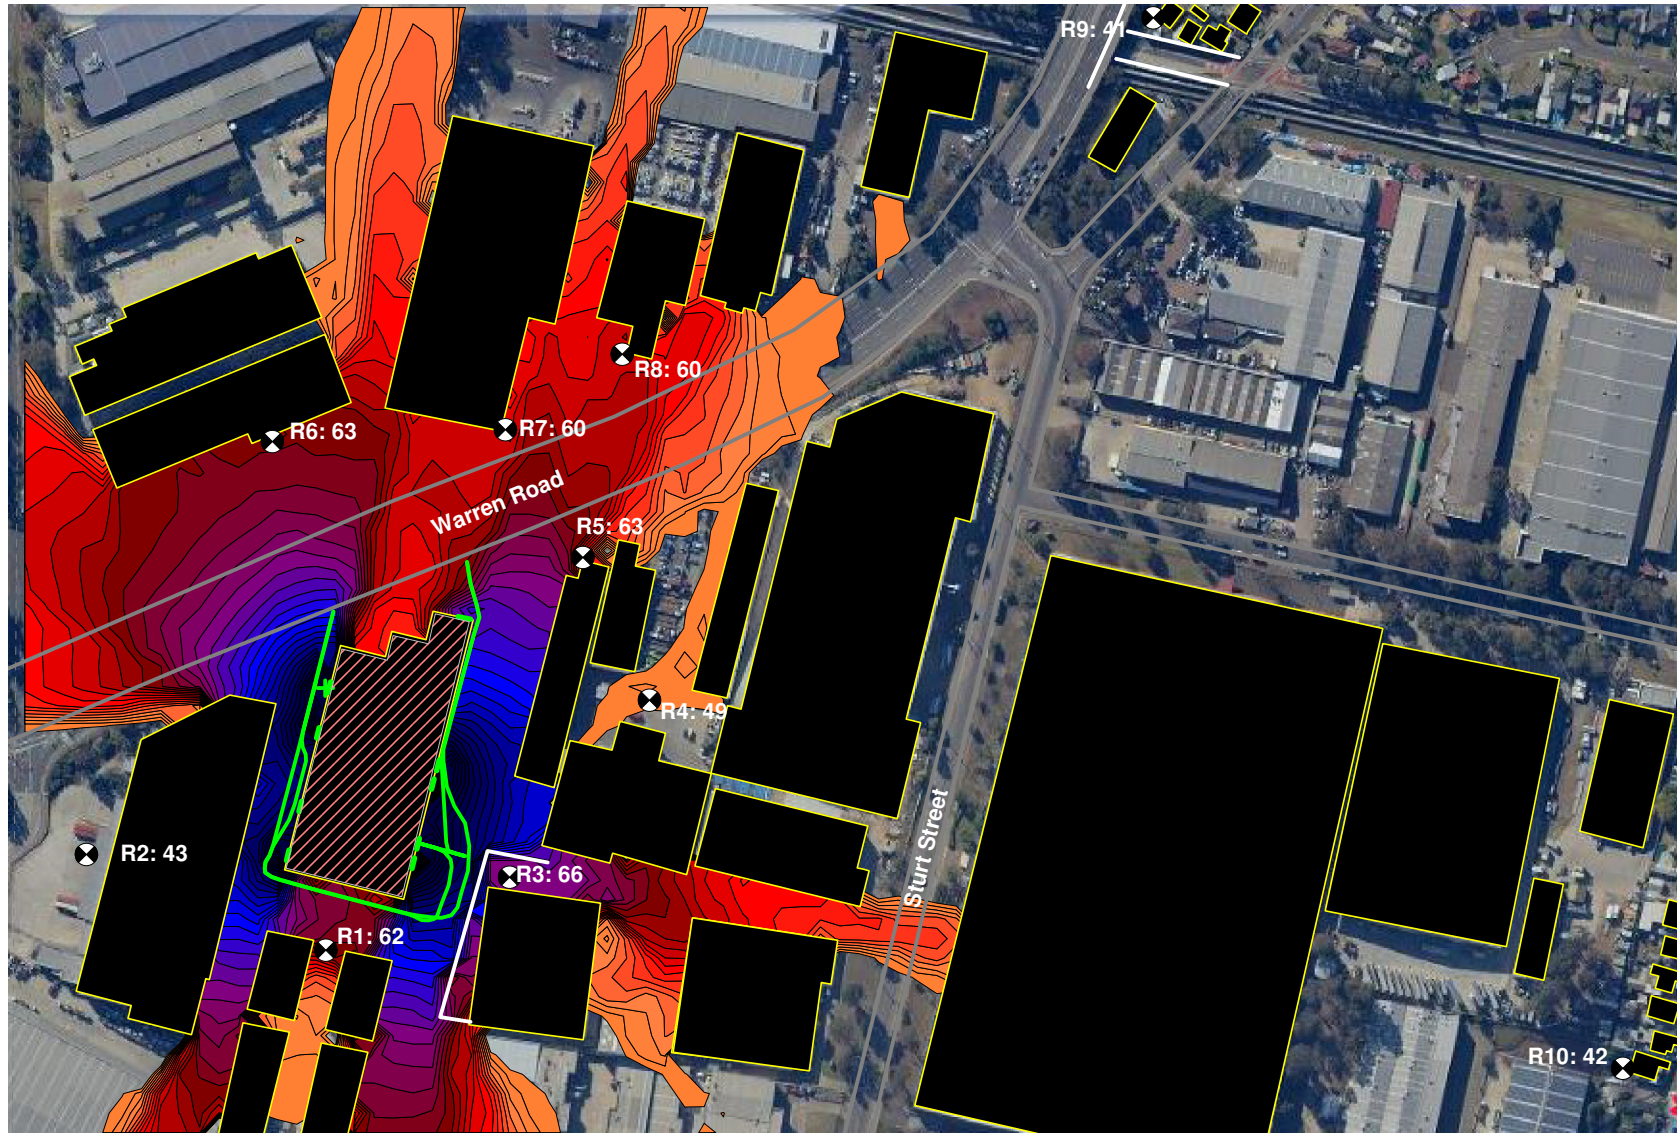 R9: 41
R8: 60
R7: 60
R6: 63
Warren Road
R5: 63
R4: 49
R2: 43
Sturt Street
R3: 66
R1: 62
R10: 42